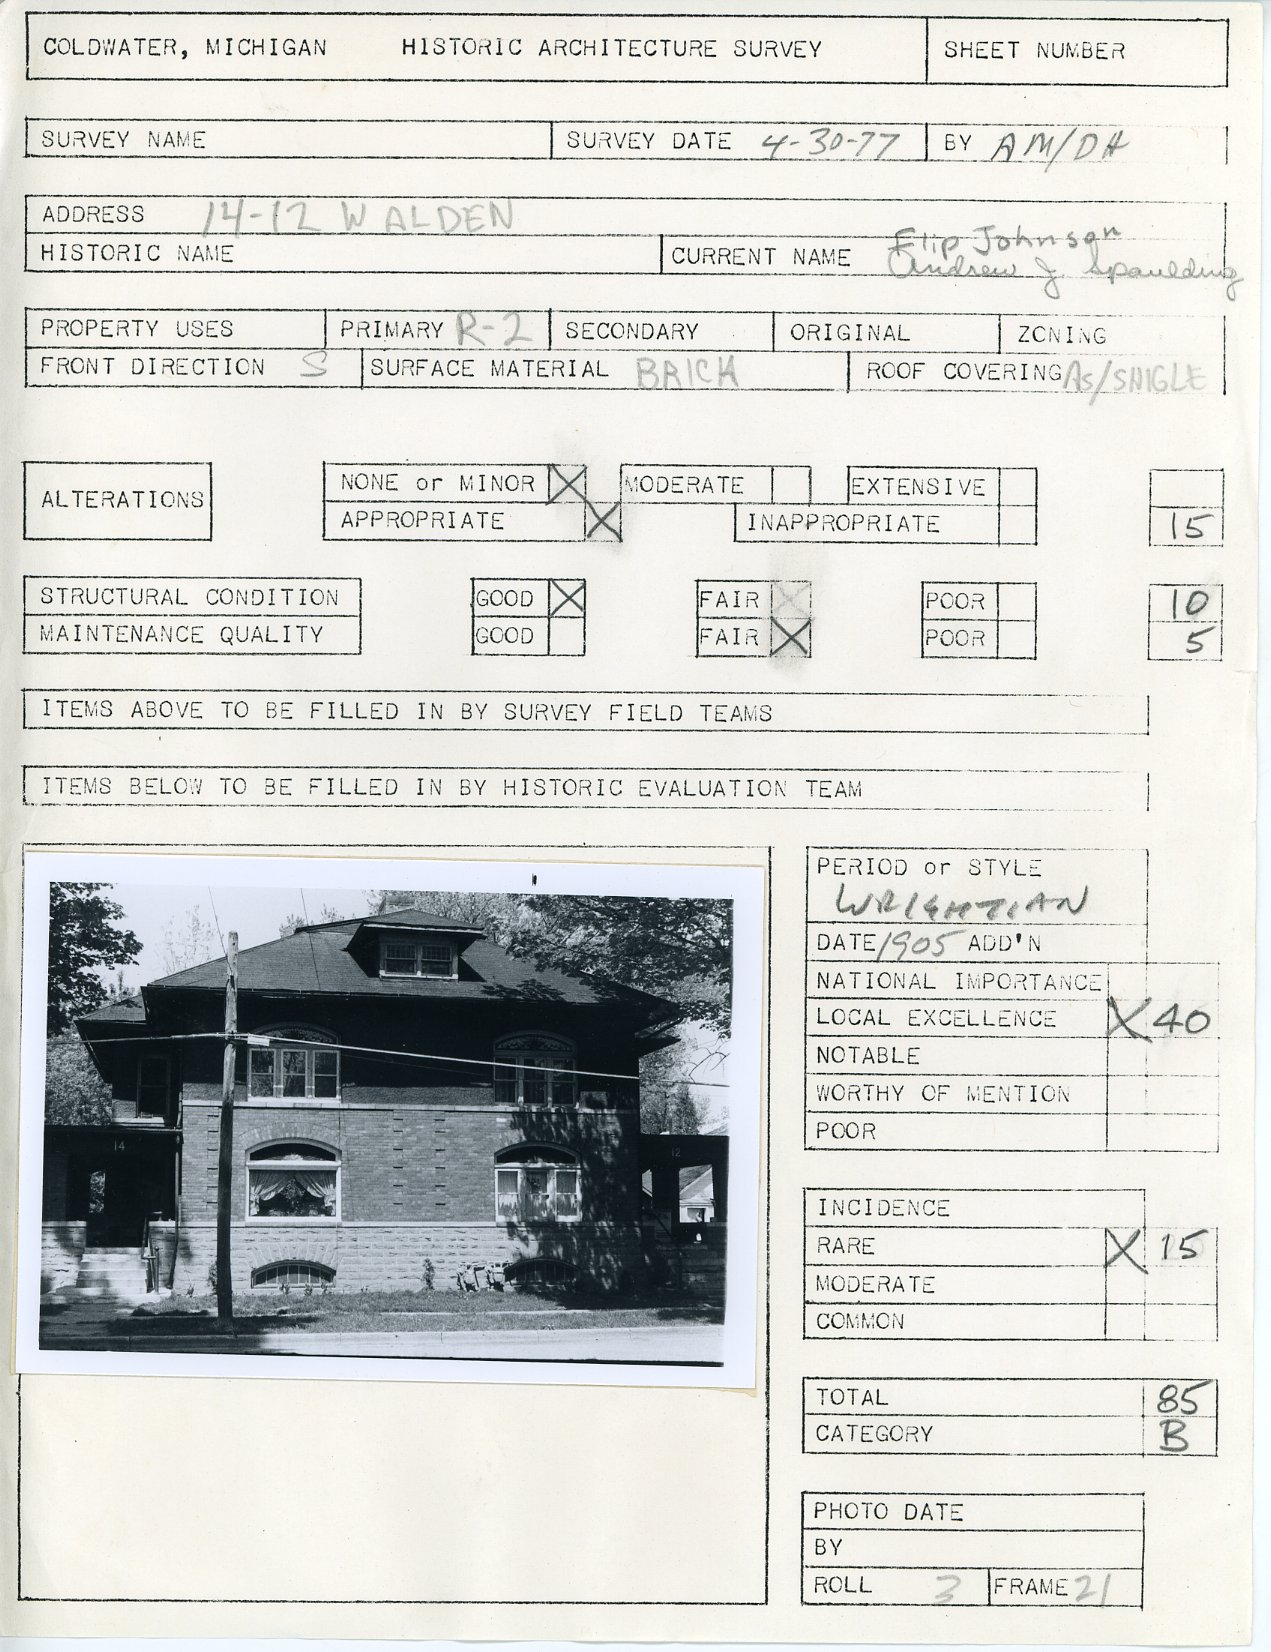 COLDWATER, MICHIGAN HISTORIC ARCHITECTURE SURVEY SHEET NUMBER
SURVEY NAME SURVEY DATE 4-30-77 BY AM/DH
ADDRESS 14-12 WALDEN
HISTORIC NAME CURRENT NAME Flip Johnson
Andrew J. Spaulding
PROPERTY USES PRIMARY R-2 SECONDARY ORIGINAL ZONING
FRONT DIRECTION S SURFACE MATERIAL BRICK ROOF COVERING AS/SHIGLE
ALTERATIONS NONE or MINOR X MODERATE EXTENSIVE
APPROPRIATE X INAPPROPRIATE 15
STRUCTURAL CONDITION GOOD X FAIR X POOR 10
MAINTENANCE QUALITY GOOD FAIR X POOR 5
ITEMS ABOVE TO BE FILLED IN BY SURVEY FIELD TEAMS
ITEMS BELOW TO BE FILLED IN BY HISTORIC EVALUATION TEAM
14
12
PERIOD or STYLE
WRIGHTIAN
DATE 1905 ADD'N
NATIONAL IMPORTANCE
LOCAL EXCELLENCE X 40
NOTABLE
WORTHY OF MENTION
POOR
INCIDENCE
RARE X 15
MODERATE
COMMON
TOTAL 85
CATEGORY B
PHOTO DATE
BY
ROLL 3 FRAME 21